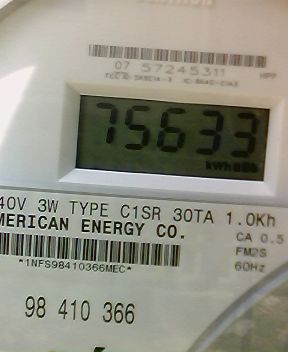 07 57245311 HPP
75633
kWh
40V 3W TYPE C1SR 30TA 1.0Kh
MERICAN ENERGY CO.
CA 0.5
FM2S
*1NFS98410366MEC*
60Hz
98 410 366